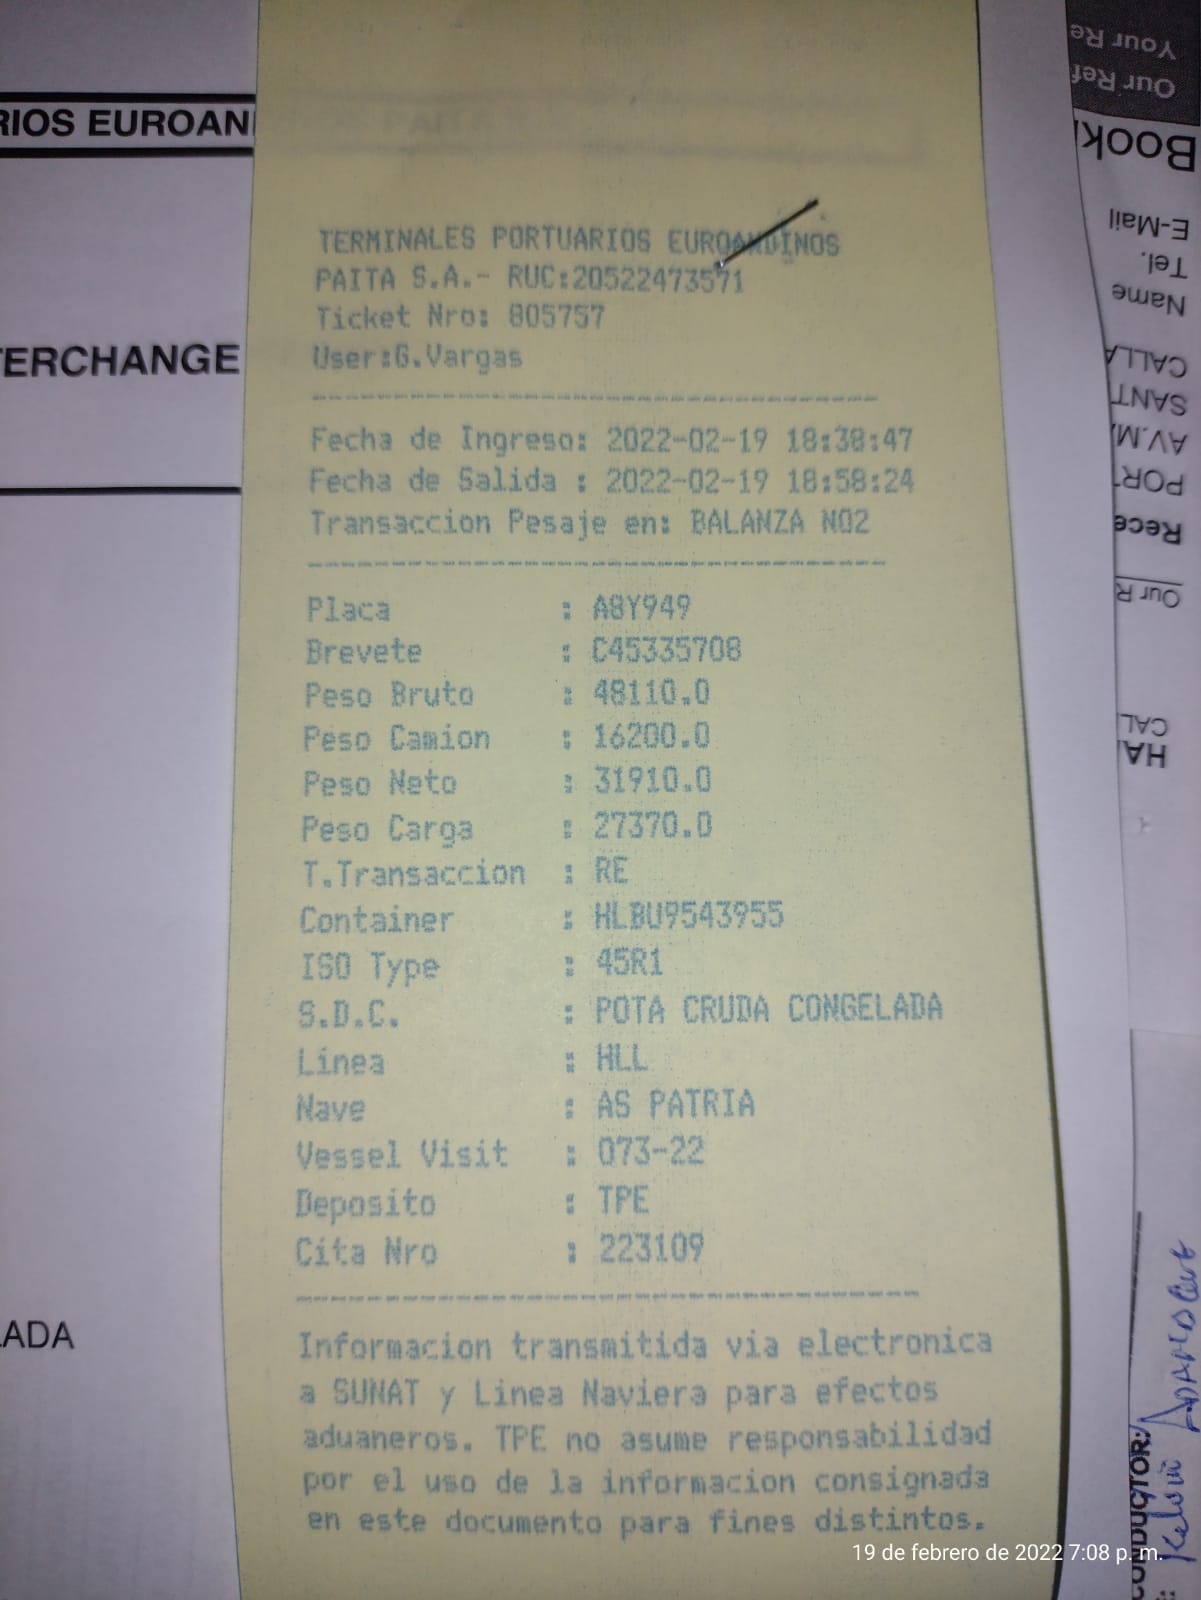 RIOS EUROAN
TERCHANGE
LADA
TERMINALES PORTUARIOS EUROANDINOS
PAITA S.A.- RUC:20522473571
Ticket Nro: 805757
User:G.Vargas
Fecha de Ingreso: 2022-02-19 18:38:47
Fecha de Salida : 2022-02-19 18:58:24
Transaccion Pesaje en: BALANZA NO2
Placa : A8Y949
Brevete : C45335708
Peso Bruto : 48110.0
Peso Camion : 16200.0
Peso Neto : 31910.0
Peso Carga : 27370.0
T.Transaccion : RE
Container : HLBU9543955
ISO Type : 45R1
S.D.C. : POTA CRUDA CONGELADA
Linea : HLL
Nave : AS PATRIA
Vessel Visit : 073-22
Deposito : TPE
Cita Nro : 223109
Informacion transmitida via electronica
a SUNAT y Linea Naviera para efectos
aduaneros. TPE no asume responsabilidad
por el uso de la informacion consignada
en este documento para fines distintos.
Your Re
Our Ref
Book
E-Mail
Tel.
Name
CALLA
SANT
AV.M
POR
Rece
Our R
CAL
HA
CONDUCTOR:
Kelvin
19 de febrero de 2022 7:08 p. m.